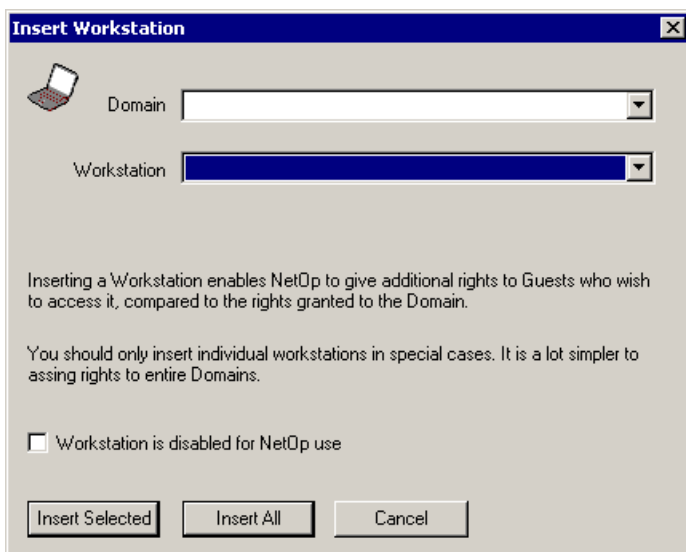 Insert Workstation
Domain
Workstation
Inserting a Workstation enables NetOp to give additional rights to Guests who wish
to access it, compared to the rights granted to the Domain.
You should only insert individual workstations in special cases. It is a lot simpler to
assing rights to entire Domains.
Workstation is disabled for NetOp use
Insert Selected Insert All Cancel